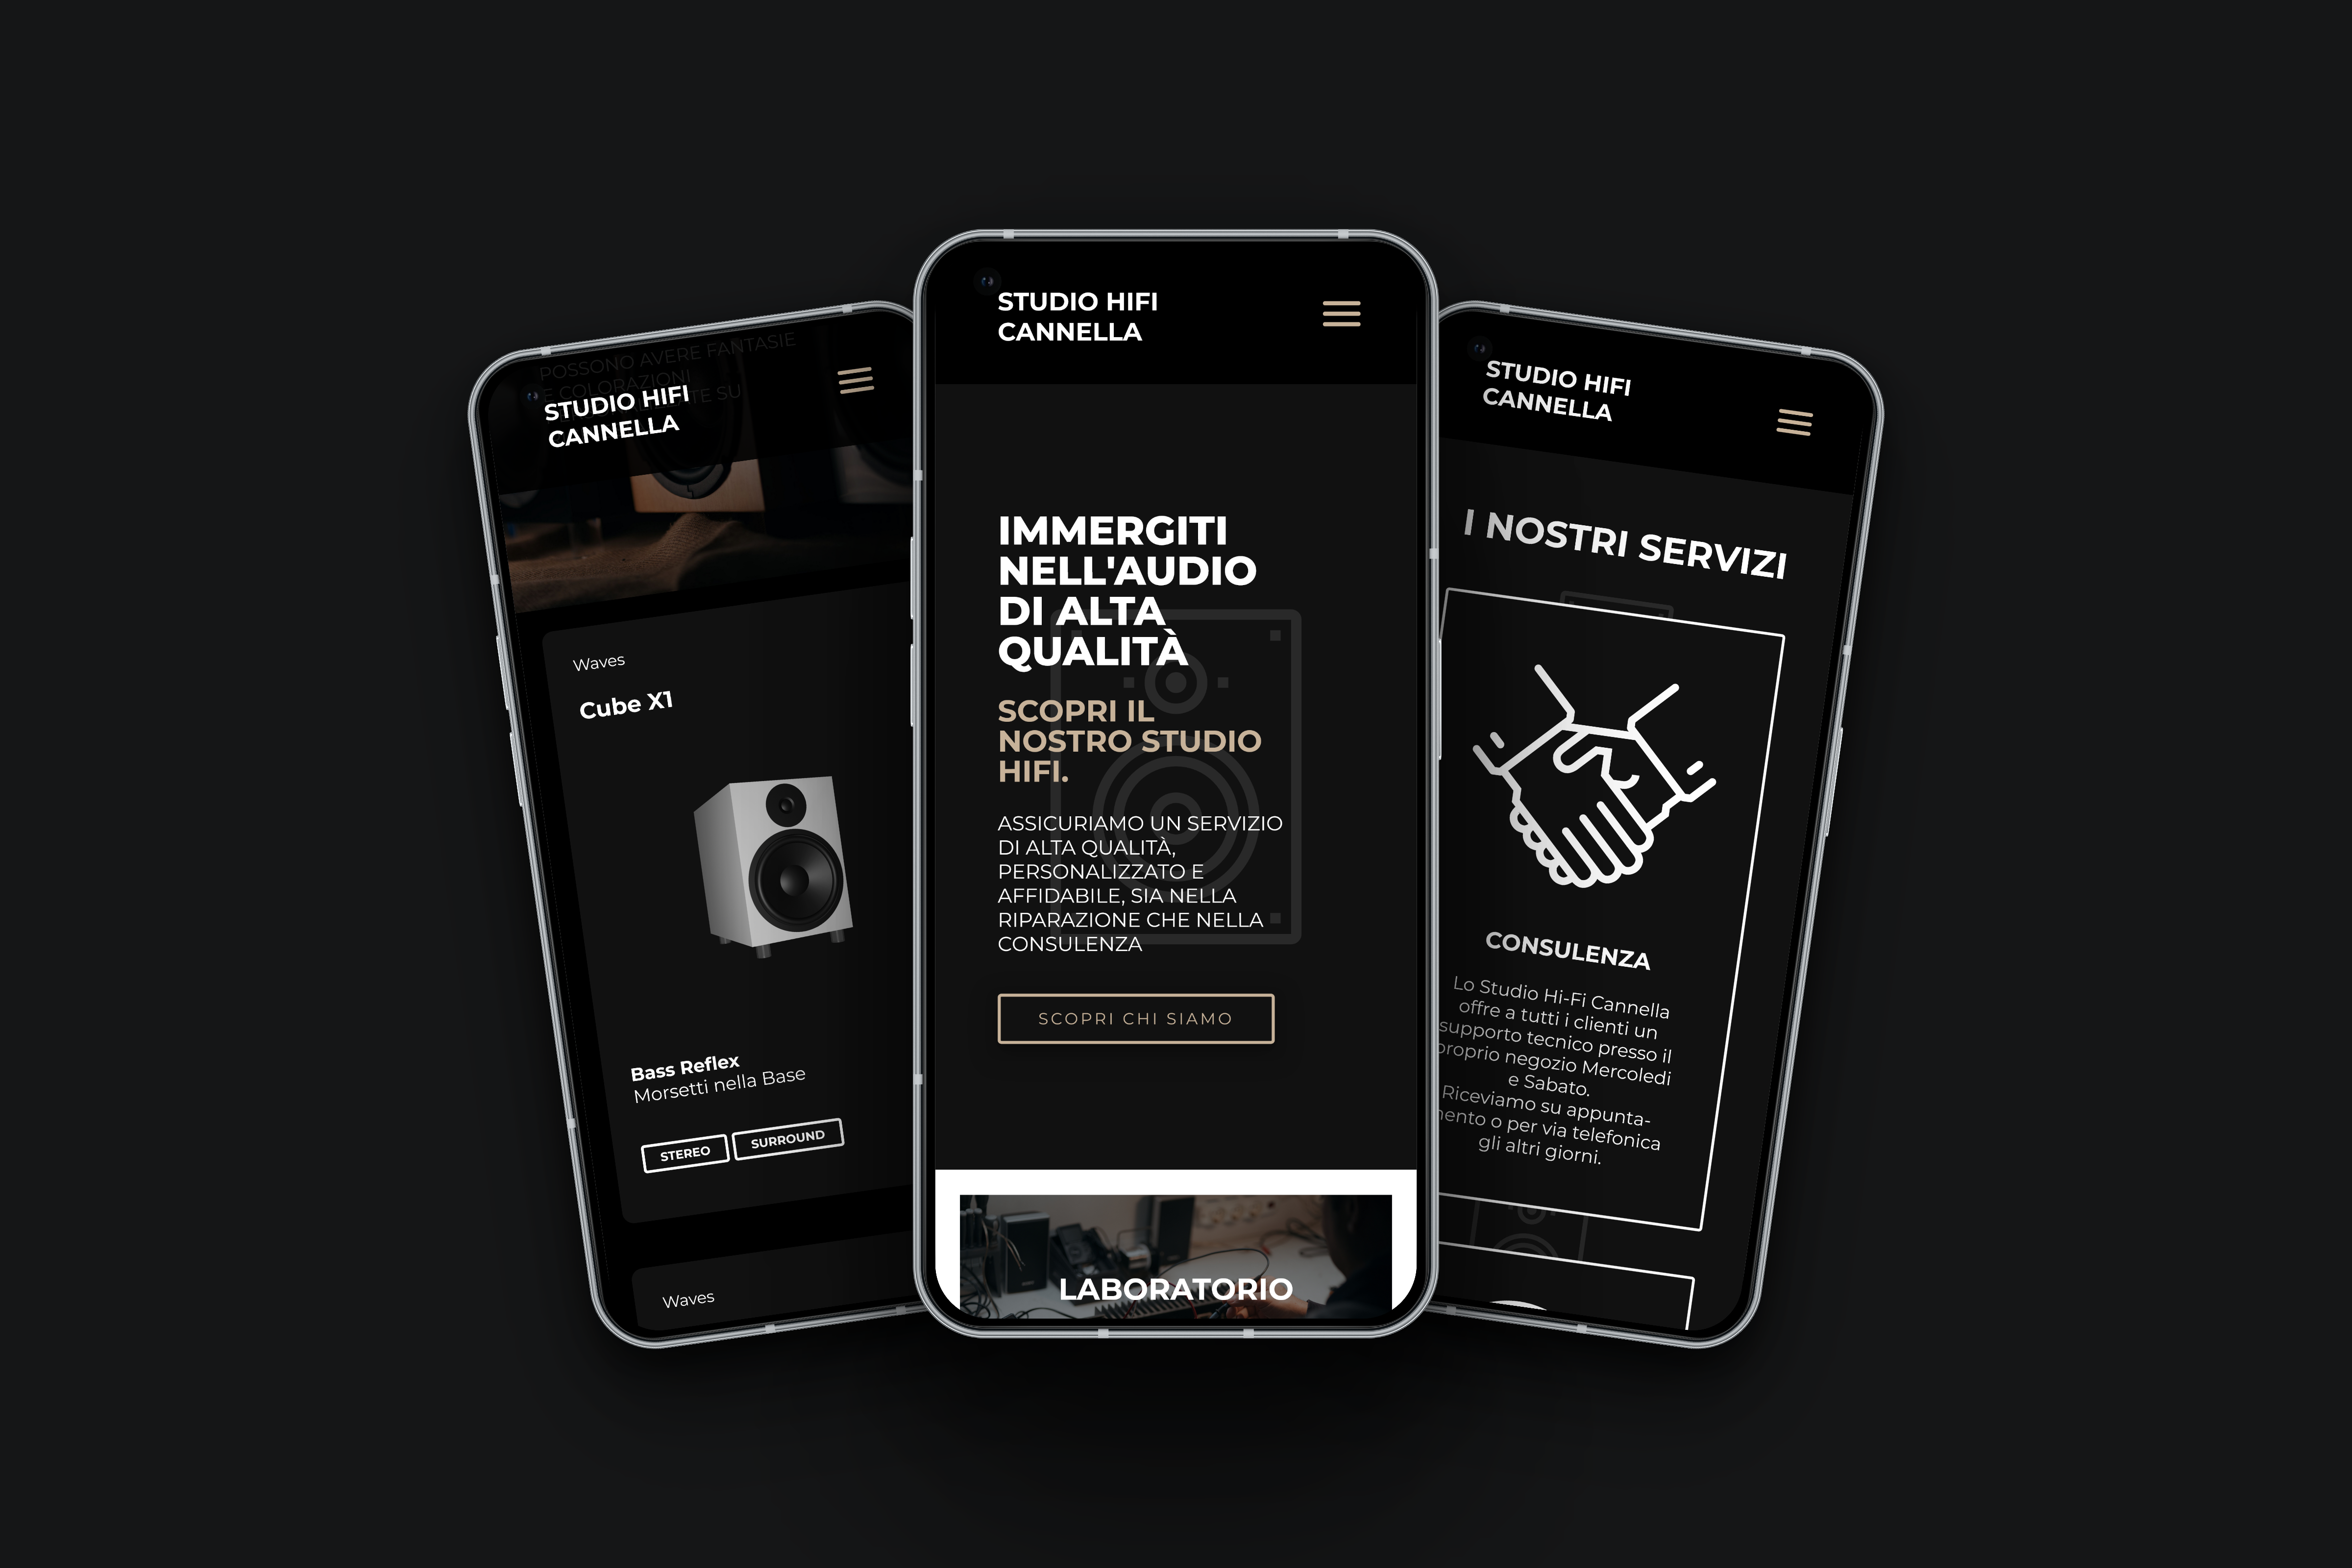 POSSONO AVERE FANTASIE
E COLORAZIONI
TE SU
STUDIO HIFI
CANNELLA
Waves
Cube X1
Bass Reflex
Morsetti nella Base
STEREO
SURROUND
Waves
STUDIO HIFI
CANNELLA
IMMERGITI
NELL'AUDIO
DI ALTA
QUALITÀ
SCOPRI IL
NOSTRO STUDIO
HIFI.
ASSICURIAMO UN SERVIZIO
DI ALTA QUALITÀ,
PERSONALIZZATO E
AFFIDABILE, SIA NELLA
RIPARAZIONE CHE NELLA
CONSULENZA
SCOPRI CHI SIAMO
LABORATORIO
STUDIO HIFI
CANNELLA
I NOSTRI SERVIZI
CONSULENZA
Lo Studio Hi-Fi Cannella
offre a tutti i clienti un
supporto tecnico presso il
proprio negozio Mercoledi
e Sabato.
Riceviamo su appunta-
mento o per via telefonica
gli altri giorni.